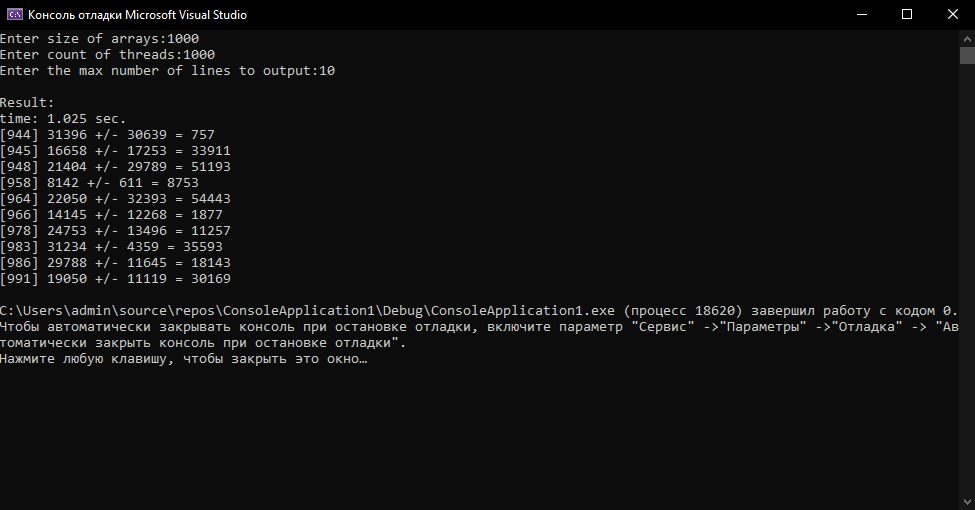 Консоль отладки Microsoft Visual Studio
Enter size of arrays:1000
Enter count of threads:1000
Enter the max number of lines to output:10
Result:
time: 1.025 sec.
[944] 31396 +/- 30639 = 757
[945] 16658 +/- 17253 = 33911
[948] 21404 +/- 29789 = 51193
[958] 8142 +/- 611 = 8753
[964] 22050 +/- 32393 = 54443
[966] 14145 +/- 12268 = 1877
[978] 24753 +/- 13496 = 11257
[983] 31234 +/- 4359 = 35593
[986] 29788 +/- 11645 = 18143
[991] 19050 +/- 11119 = 30169
C:\Users\admin\source\repos\ConsoleApplication1\Debug\ConsoleApplication1.exe (процесс 18620) завершил работу с кодом 0.
Чтобы автоматически закрывать консоль при остановке отладки, включите параметр "Сервис" ->"Параметры" ->"Отладка" -> "Ав
томатически закрыть консоль при остановке отладки".
Нажмите любую клавишу, чтобы закрыть это окно…